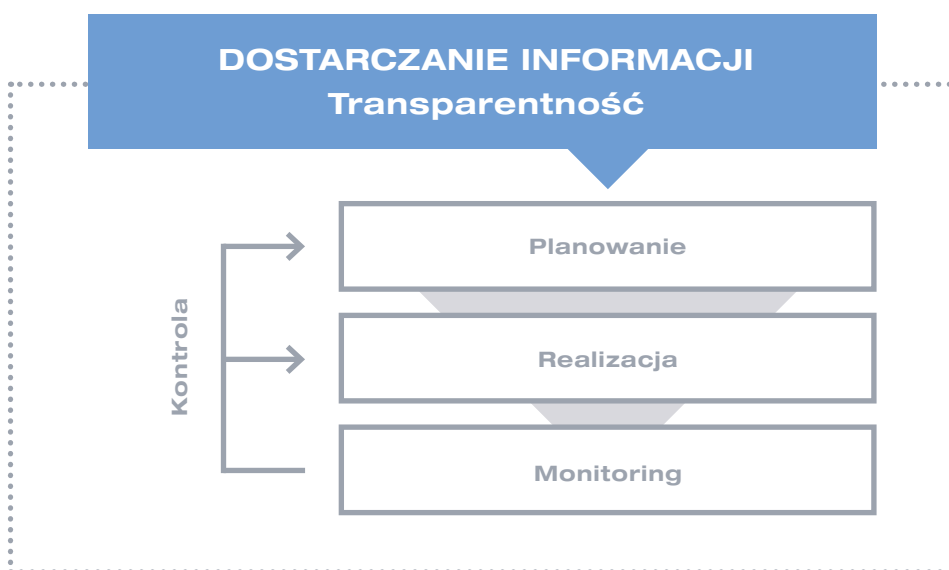 DOSTARCZANIE INFORMACJI
Transparentność
Planowanie
Kontrola
Realizacja
Monitoring